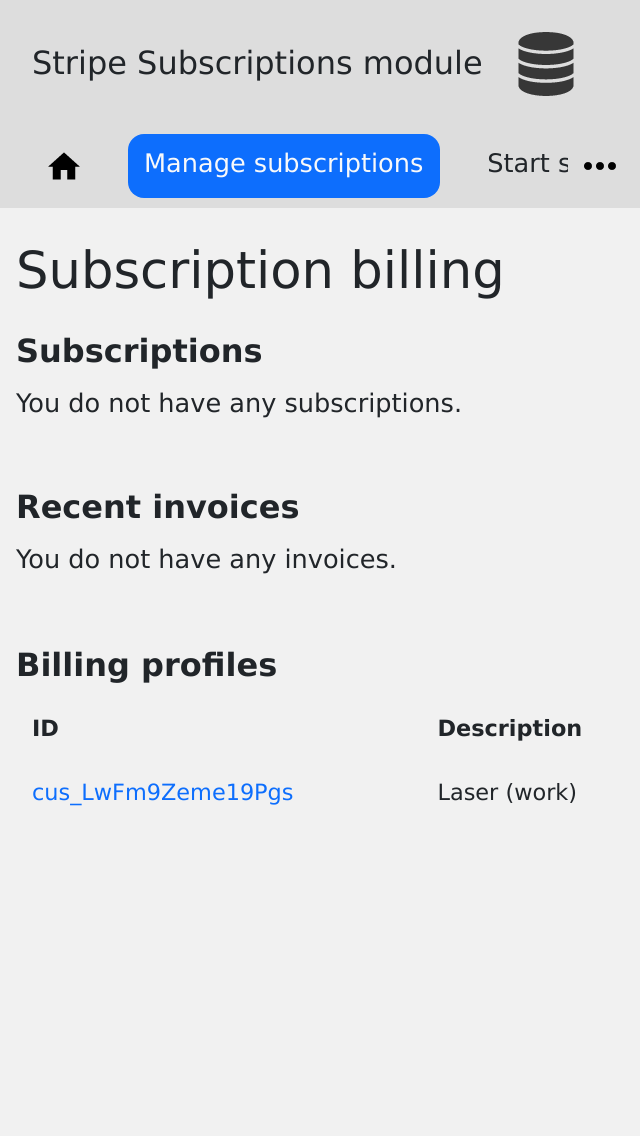 Stripe Subscriptions module
Manage subscriptions
Start s
Subscription billing
Subscriptions
You do not have any subscriptions.
Recent invoices
You do not have any invoices.
Billing profiles
ID Description
cus_LwFm9Zeme19Pgs Laser (work)